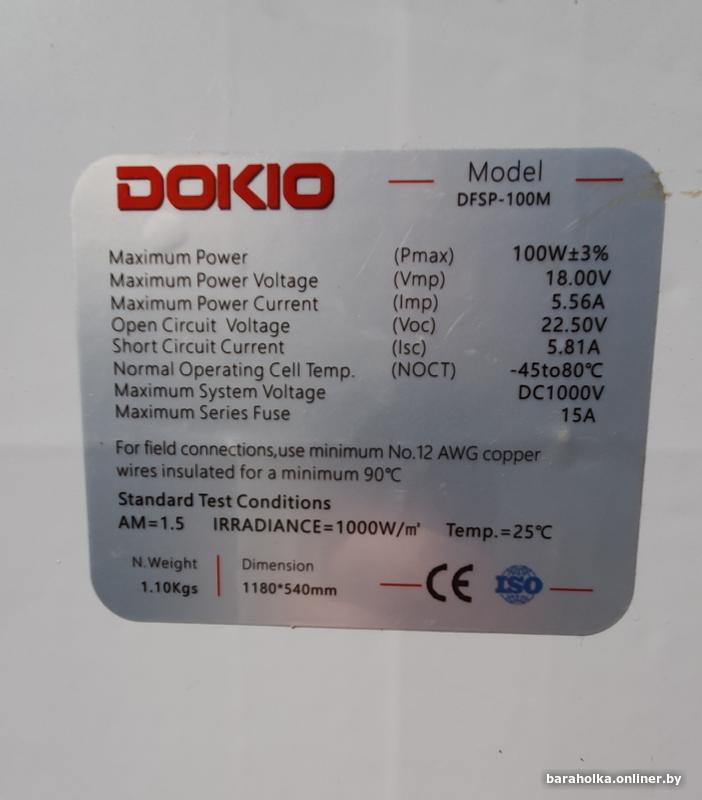 DOKIO
Model
DFSP-100M
Maximum Power (Pmax) 100W±3%
Maximum Power Voltage (Vmp) 18.00V
Maximum Power Current (Imp) 5.56A
Open Circuit Voltage (Voc) 22.50V
Short Circuit Current (Isc) 5.81A
Normal Operating Cell Temp. (NOCT) -45to80℃
Maximum System Voltage DC1000V
Maximum Series Fuse 15A
For field connections,use minimum No.12 AWG copper
wires insulated for a minimum 90℃
Standard Test Conditions
AM=1.5 IRRADIANCE=1000W/㎡ Temp.=25℃
N.Weight
1.10Kgs
Dimension
1180*540mm
CE ISO
baraholka.onliner.by